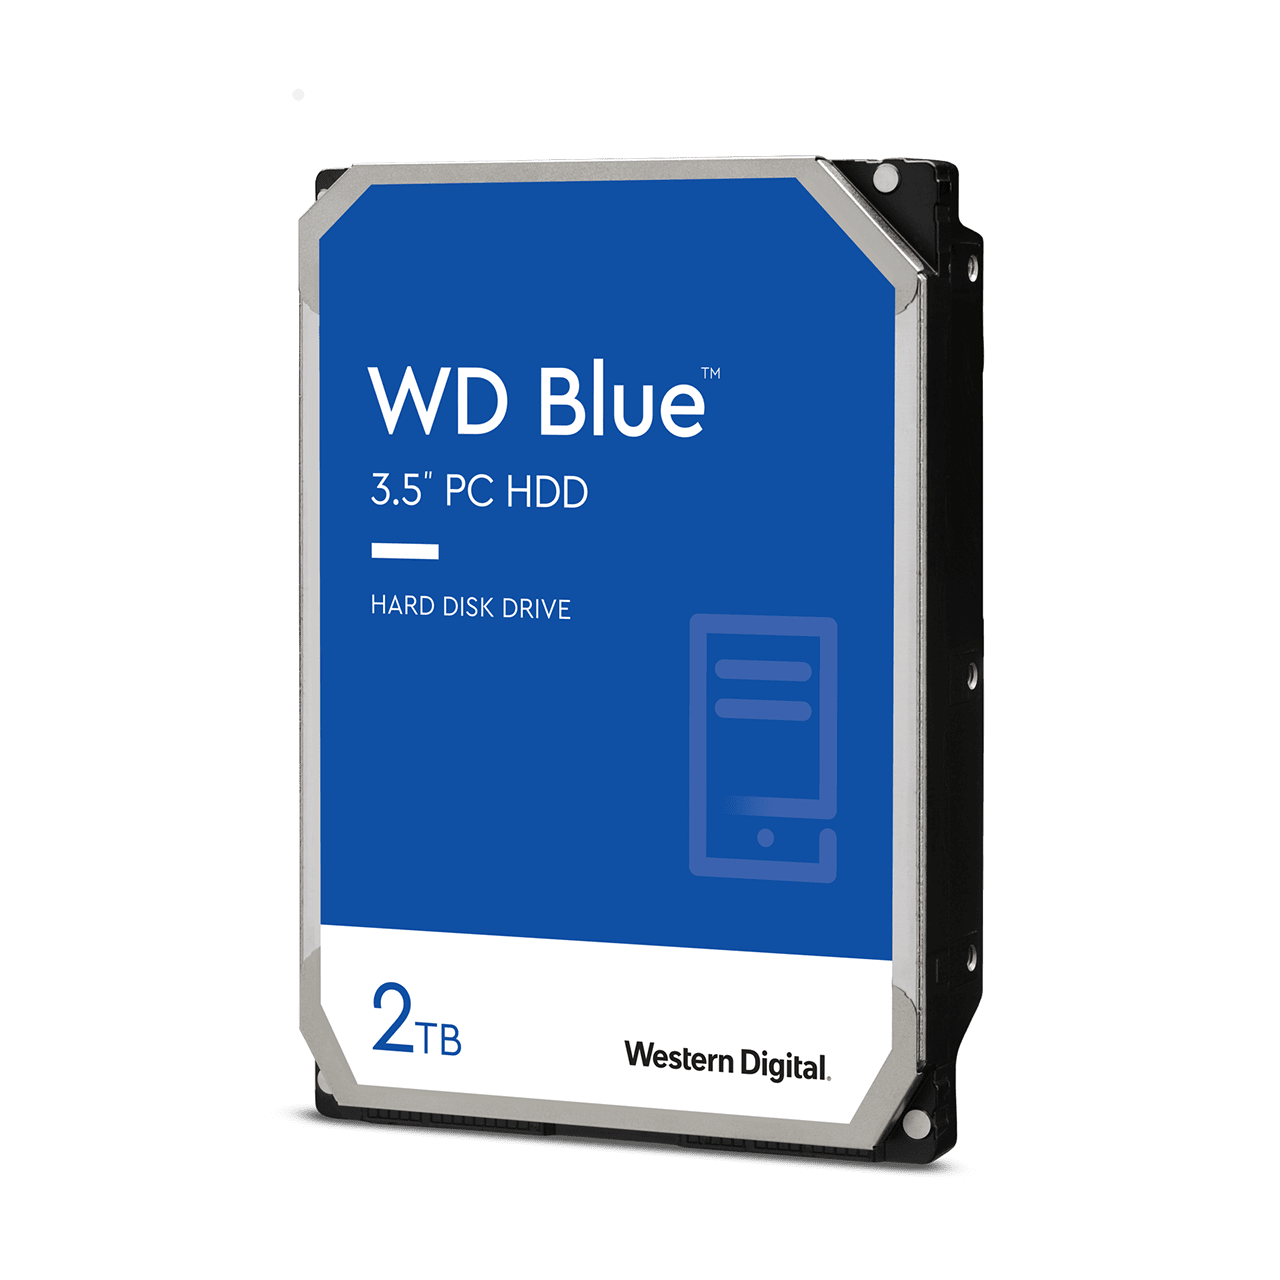 WD Blue™
3.5" PC HDD
HARD DISK DRIVE
2TB
Western Digital®